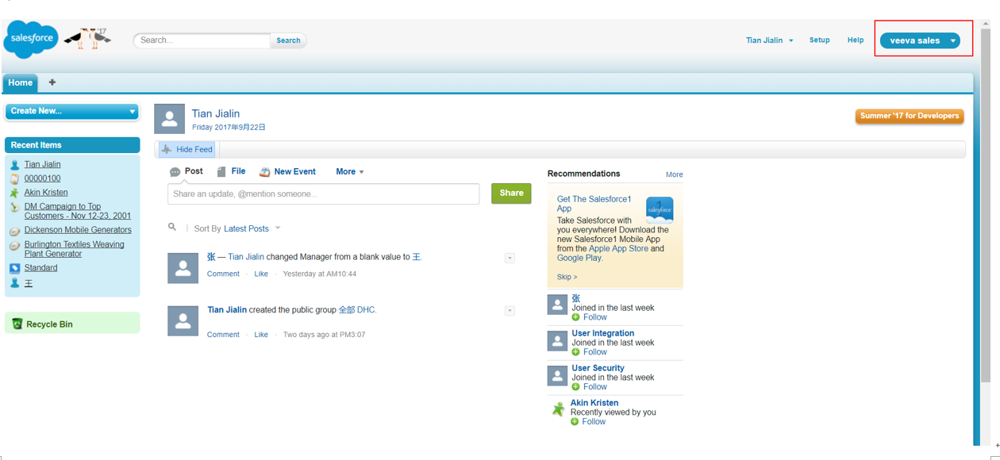 salesforce
'17
Search...
Search
Tian Jialin
Setup
Help
veeva sales
Home
Create New...
Tian Jialin
Friday 2017年9月22日
Summer '17 for Developers
Hide Feed
Recent Items
Tian Jialin
00000100
Akin Kristen
DM Campaign to Top
Customers - Nov 12-23, 2001
Dickenson Mobile Generators
Burlington Textiles Weaving
Plant Generator
Standard
王
Recycle Bin
Post
File
New Event
More
Share an update, @mention someone...
Share
Sort By Latest Posts
张 — Tian Jialin changed Manager from a blank value to 王.
Comment · Like · Yesterday at AM10:44
Tian Jialin created the public group 全部 DHC.
Comment · Like · Two days ago at PM3:07
Recommendations
More
Get The Salesforce1
App
Take Salesforce with
you everywhere! Download the
new Salesforce1 Mobile App
from the Apple App Store and
Google Play.
1
salesforce
Skip >
张
Joined in the last week
Follow
User Integration
Joined in the last week
Follow
User Security
Joined in the last week
Follow
Akin Kristen
Recently viewed by you
Follow